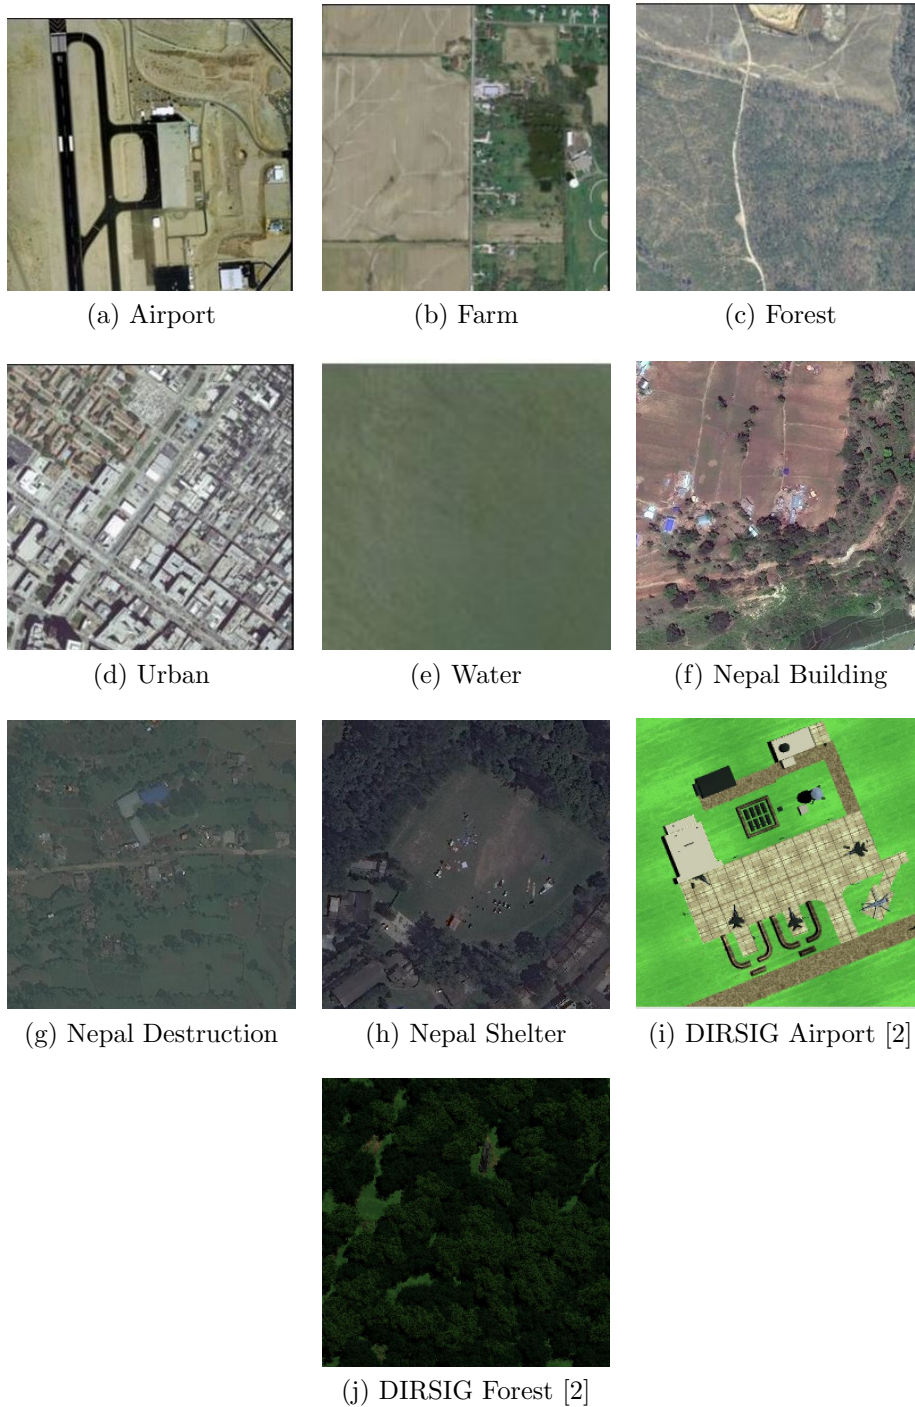 (a) Airport
(b) Farm
(c) Forest
(d) Urban
(e) Water
(f) Nepal Building
(g) Nepal Destruction
(h) Nepal Shelter
(i) DIRSIG Airport [2]
(j) DIRSIG Forest [2]